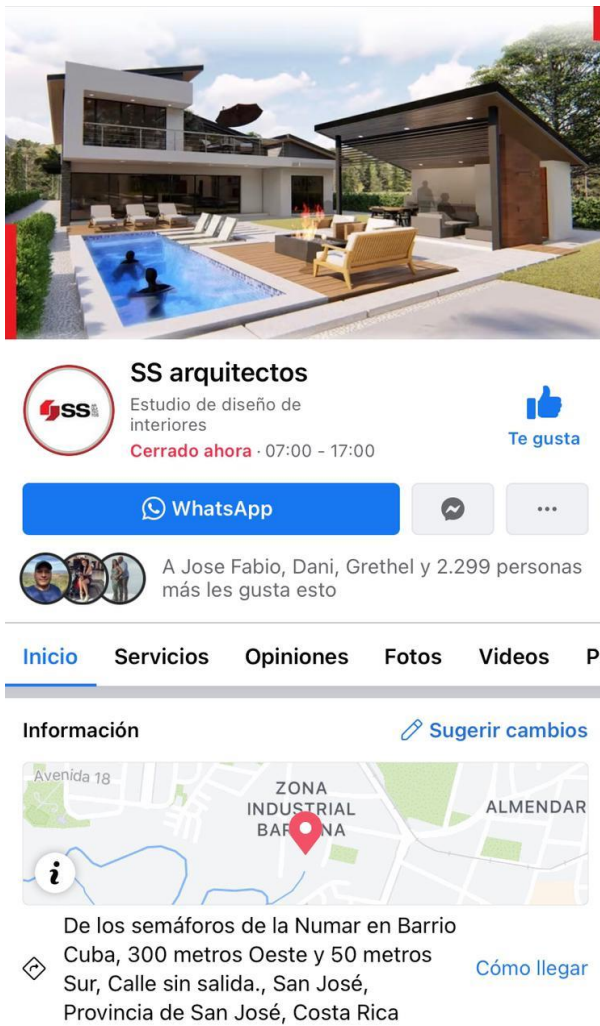 SS
SS arquitectos
Estudio de diseño de
interiores
Cerrado ahora · 07:00 - 17:00
Te gusta
WhatsApp
A Jose Fabio, Dani, Grethel y 2.299 personas
más les gusta esto
Inicio Servicios Opiniones Fotos Videos P
Información
Sugerir cambios
Avenida 18
ZONA
INDUSTRIAL
ALMENDAR
De los semáforos de la Numar en Barrio
Cuba, 300 metros Oeste y 50 metros
Sur, Calle sin salida., San José,
Provincia de San José, Costa Rica
Cómo llegar